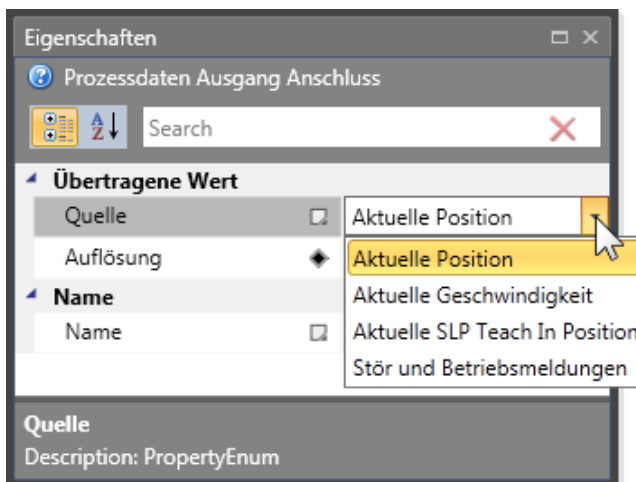 Eigenschaften
Prozessdaten Ausgang Anschluss
A
Z
Search
Übertragene Wert
Quelle
Aktuelle Position
Auflösung
Aktuelle Position
Name
Aktuelle Geschwindigkeit
Name
Aktuelle SLP Teach In Position
Stör und Betriebsmeldungen
Quelle
Description: PropertyEnum